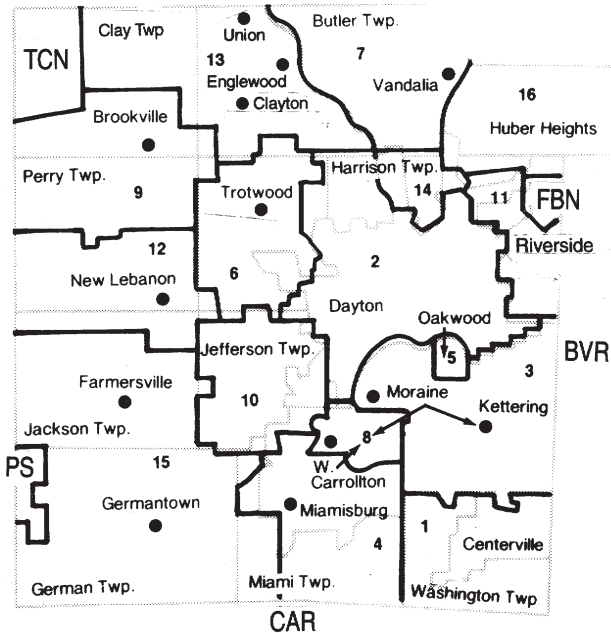 Butler Twp.
Clay Twp
Union
TCN
13
7
Englewood
Vandalia
16
Clayton
Brookville
Huber Heights
Harrison Twp.
Perry Twp.
Trotwood
14
11
FBN
9
12
Riverside
6
2
New Lebanon
Dayton
Oakwood
Jefferson Twp.
5
BVR
3
Farmersville
Moraine
10
Kettering
Jackson Twp.
8
PS
15
W.
Carrollton
Germantown
Miamisburg
1
4
Centerville
German Twp.
Miami Twp.
Washington Twp
CAR